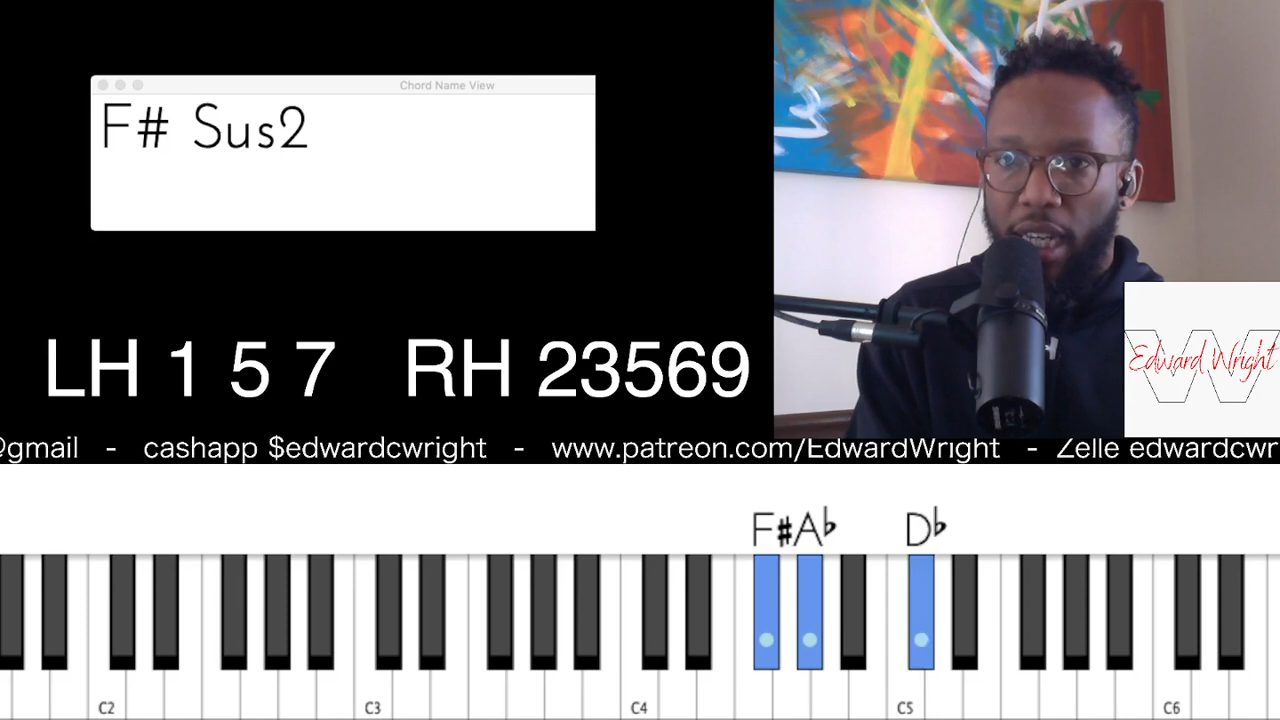 Chord Name View
F# Sus2
LH 1 5 7 RH 23569
Edward Wright
@gmail - cashapp $edwardcwright - www.patreon.com/EdwardWright - Zelle edwardcwr
F#A♭ D♭
C2 C3 C4 C5 C6